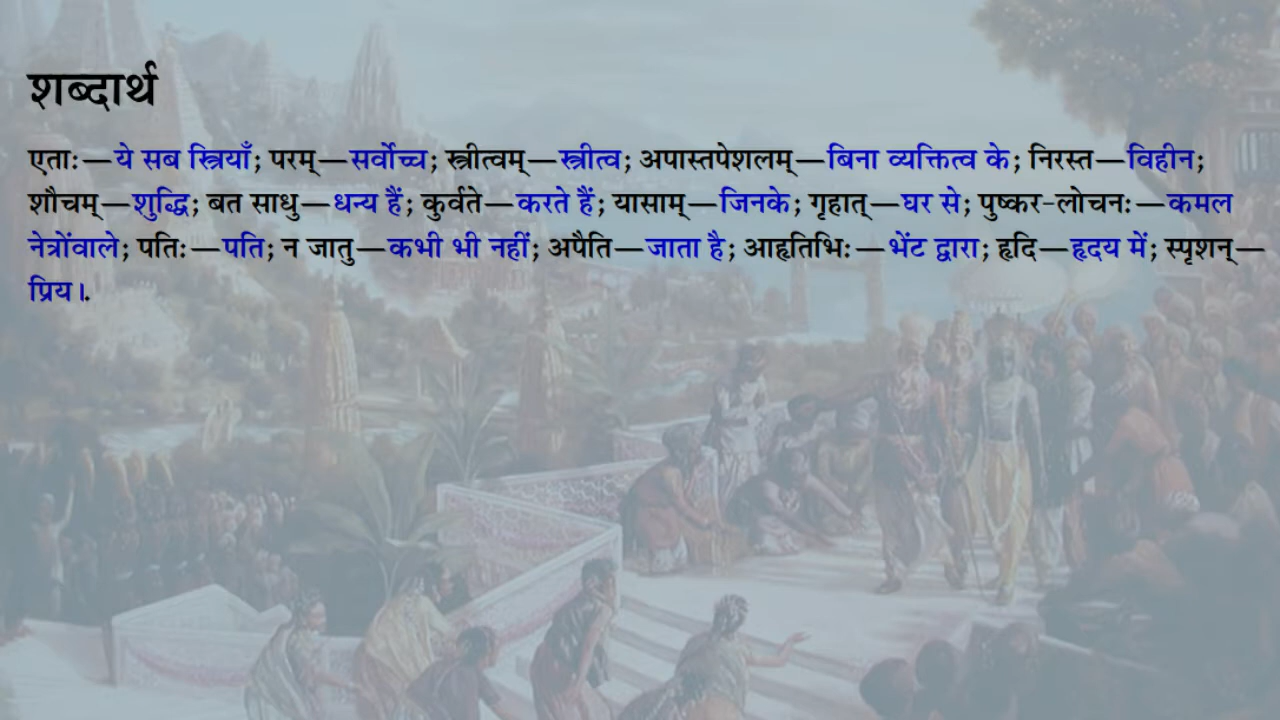 शब्दार्थ
एताः—ये सब स्त्रियाँ; परम्—सर्वोच्च; स्त्रीत्वम्—स्त्रीत्व; अपास्तपेशलम्—बिना व्यक्तित्व के; निरस्त—विहीन;
शौचम्—शुद्धि; बत साधु—धन्य हैं; कुर्वते—करते हैं; यासाम्—जिनके; गृहात्—घर से; पुष्कर-लोचनः—कमल
नेत्रोंवाले; पतिः—पति; न जातु—कभी भी नहीं; अपैति—जाता है; आहृतिभिः—भेंट द्वारा; हृदि—हृदय में; स्पृशन्—
प्रिय।.